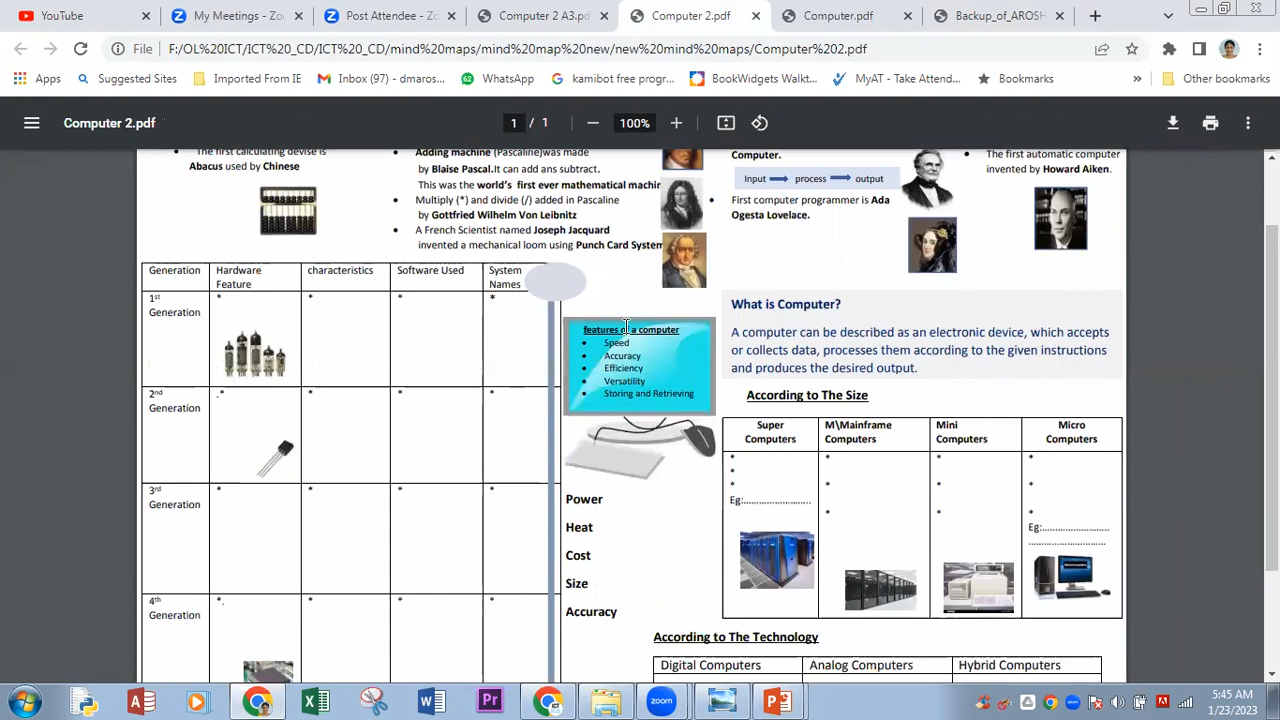 YouTube
My Meetings - Zo
Post Attendee - Zo
Computer 2 A3.pdf
Computer 2.pdf
Computer.pdf
Backup_of_AROSH
File
F:/OL%20ICT/ICT%20_CD/ICT%20_CD/mind%20maps/mind%20map%20new/new%20mind%20maps/Computer%202.pdf
Apps
Suggested Sites
Imported From IE
Inbox (97) - dmaros...
WhatsApp
kamibot free progr...
BookWidgets Walkt...
MyAT - Take Attend...
Bookmarks
»
Other bookmarks
Computer 2.pdf
1 / 1
100%
• The first calculating devise is
Abacus used by Chinese
• Adding machine (Pascaline)was made
by Blaise Pascal.It can add ans subtract.
This was the world's first ever mathematical machin
• Multiply (*) and divide (/) added in Pascaline
by Gottfried Wilhelm Von Leibnitz
• A French Scientist named Joseph Jacquard
invented a mechanical loom using Punch Card System
Computer.
Input process output
• First computer programmer is Ada
Ogesta Lovelace.
• The first automatic computer
invented by Howard Aiken.
Generation
Hardware
Feature
characteristics
Software Used
System
Names
1st
Generation
* * * *
2nd
Generation
.* * * *
3rd
Generation
* * * *
4th
Generation
*. * * *
features of a computer
• Speed
• Accuracy
• Efficiency
• Versatility
• Storing and Retrieving
Power
Heat
Cost
Size
Accuracy
What is Computer?
A computer can be described as an electronic device, which accepts
or collects data, processes them according to the given instructions
and produces the desired output.
According to The Size
Super
Computers
M\Mainframe
Computers
Mini
Computers
Micro
Computers
* * * *
* * *
*
Eg:..........................
* * *
Eg:..........................
..............................
According to The Technology
Digital Computers
Analog Computers
Hybrid Computers
zoom
5:45 AM
1/23/2023